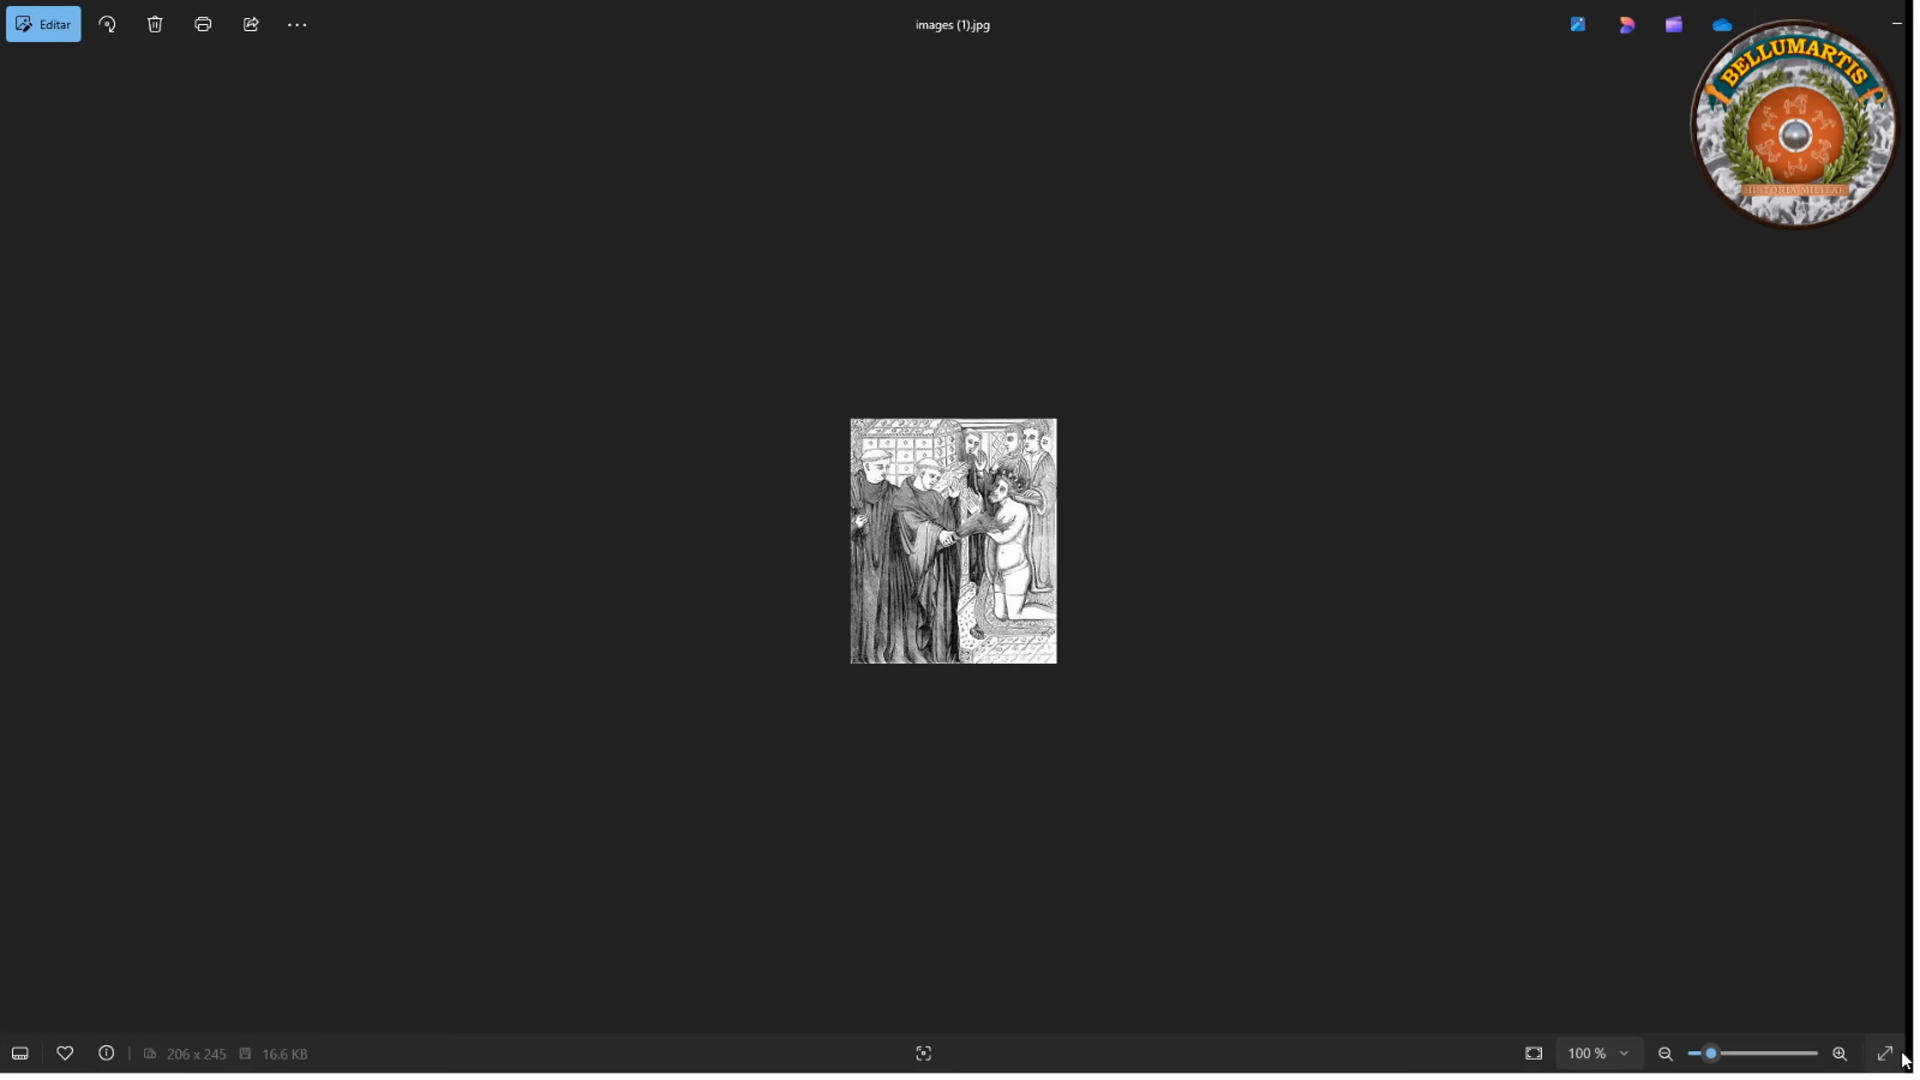 Editar
images (1).jpg
BELLUMARTIS
HISTORIA MILITAR
206 x 245
16.6 KB
100 %